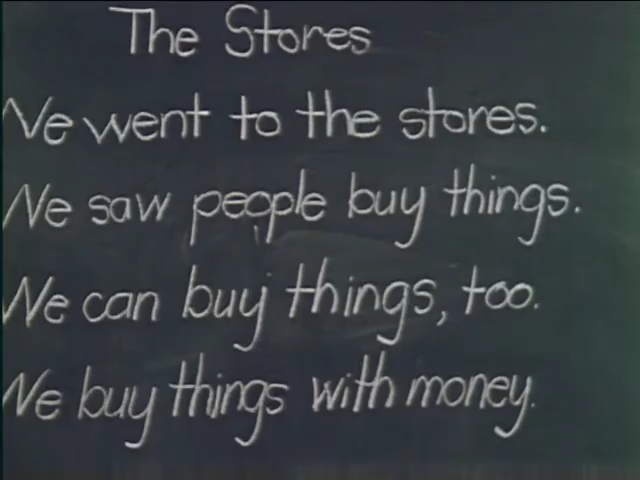 The Stores
We went to the stores.
We saw people buy things.
We can buy things, too.
We buy things with money.